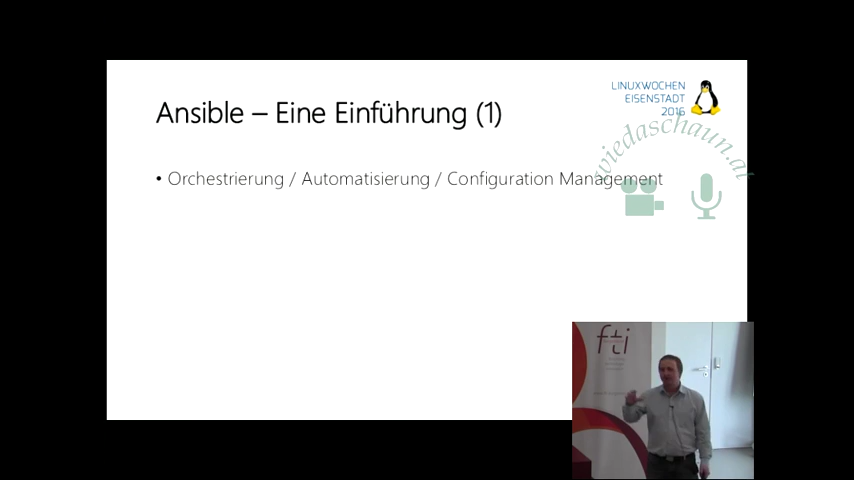 LINUXWOCHEN
EISENSTADT
2016
Ansible – Eine Einführung (1)
wiedaschaun.at
• Orchestrierung / Automatisierung / Configuration Management
fti